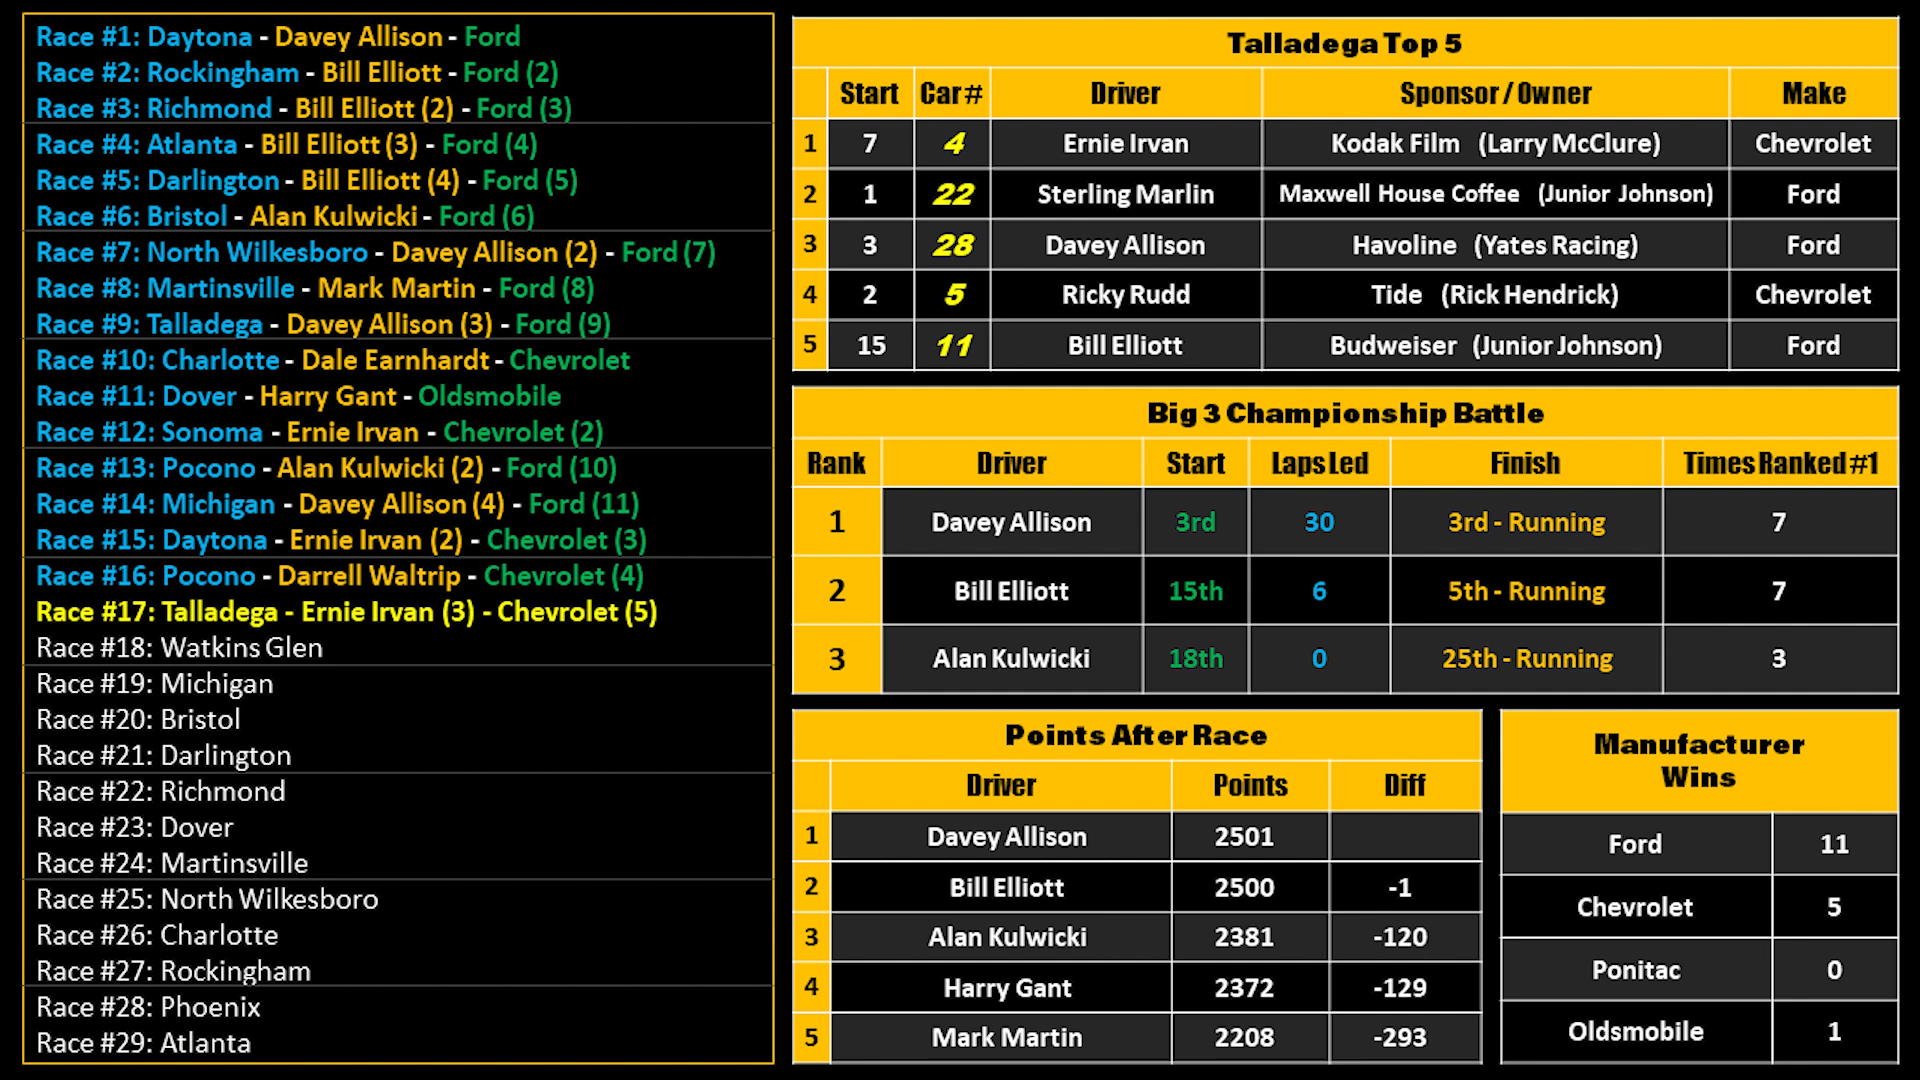 Race #1: Daytona - Davey Allison - Ford
Race #2: Rockingham - Bill Elliott - Ford (2)
Race #3: Richmond - Bill Elliott (2) - Ford (3)
Race #4: Atlanta - Bill Elliott (3) - Ford (4)
Race #5: Darlington - Bill Elliott (4) - Ford (5)
Race #6: Bristol - Alan Kulwicki - Ford (6)
Race #7: North Wilkesboro - Davey Allison (2) - Ford (7)
Race #8: Martinsville - Mark Martin - Ford (8)
Race #9: Talladega - Davey Allison (3) - Ford (9)
Race #10: Charlotte - Dale Earnhardt - Chevrolet
Race #11: Dover - Harry Gant - Oldsmobile
Race #12: Sonoma - Ernie Irvan - Chevrolet (2)
Race #13: Pocono - Alan Kulwicki (2) - Ford (10)
Race #14: Michigan - Davey Allison (4) - Ford (11)
Race #15: Daytona - Ernie Irvan (2) - Chevrolet (3)
Race #16: Pocono - Darrell Waltrip - Chevrolet (4)
Race #17: Talladega - Ernie Irvan (3) - Chevrolet (5)
Race #18: Watkins Glen
Race #19: Michigan
Race #20: Bristol
Race #21: Darlington
Race #22: Richmond
Race #23: Dover
Race #24: Martinsville
Race #25: North Wilkesboro
Race #26: Charlotte
Race #27: Rockingham
Race #28: Phoenix
Race #29: Atlanta
Talladega Top 5
Start Car # Driver Sponsor / Owner Make
1 7 4 Ernie Irvan Kodak Film (Larry McClure) Chevrolet
2 1 22 Sterling Marlin Maxwell House Coffee (Junior Johnson) Ford
3 3 28 Davey Allison Havoline (Yates Racing) Ford
4 2 5 Ricky Rudd Tide (Rick Hendrick) Chevrolet
5 15 11 Bill Elliott Budweiser (Junior Johnson) Ford
Big 3 Championship Battle
Rank Driver Start Laps Led Finish Times Ranked #1
1 Davey Allison 3rd 30 3rd - Running 7
2 Bill Elliott 15th 6 5th - Running 7
3 Alan Kulwicki 18th 0 25th - Running 3
Points After Race
Driver Points Diff
1 Davey Allison 2501
2 Bill Elliott 2500 -1
3 Alan Kulwicki 2381 -120
4 Harry Gant 2372 -129
5 Mark Martin 2208 -293
Manufacturer
Wins
Ford 11
Chevrolet 5
Ponitac 0
Oldsmobile 1